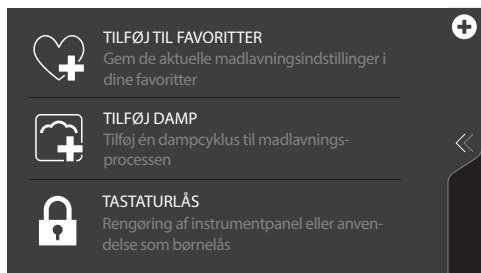 TILFØJ TIL FAVORITTER
Gem de aktuelle madlavningsindstillinger i
dine favoritter
TILFØJ DAMP
Tilføj én dampcyklus til madlavnings-
processen
TASTATURLÅS
Rengøring af instrumentpanel eller anven-
delse som børnelås